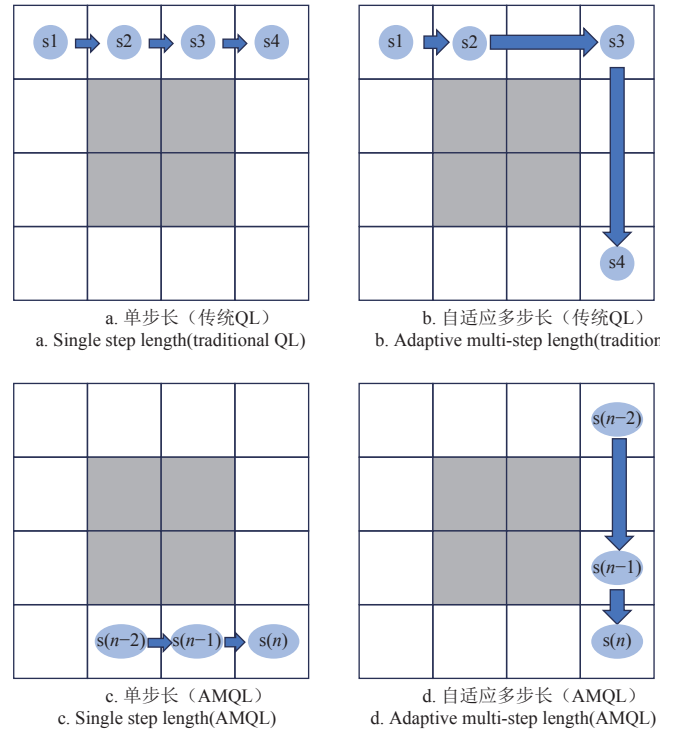 s1 s2 s3 s4
s1 s2 s3
s4
a. 单步长（传统QL）
a. Single step length(traditional QL)
b. 自适应多步长（传统QL）
b. Adaptive multi-step length(tradition
s(n−2)
s(n−1)
s(n−2) s(n−1) s(n)
s(n)
c. 单步长（AMQL）
c. Single step length(AMQL)
d. 自适应多步长（AMQL）
d. Adaptive multi-step length(AMQL)